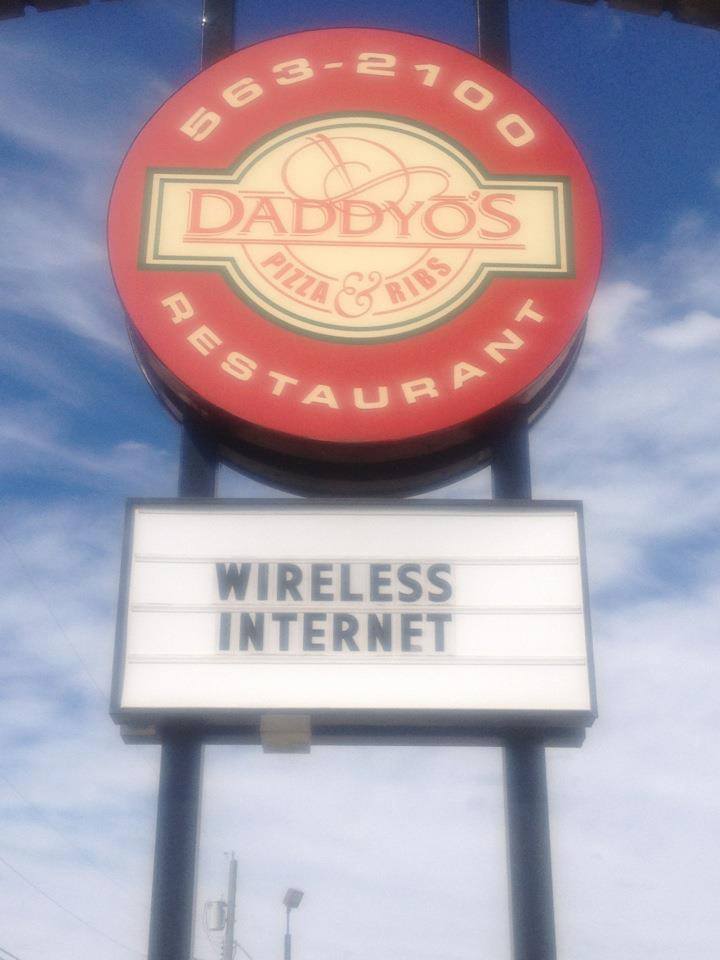 563-2100
DADDYO'S
PIZZA & RIBS
RESTAURANT
WIRELESS
INTERNET